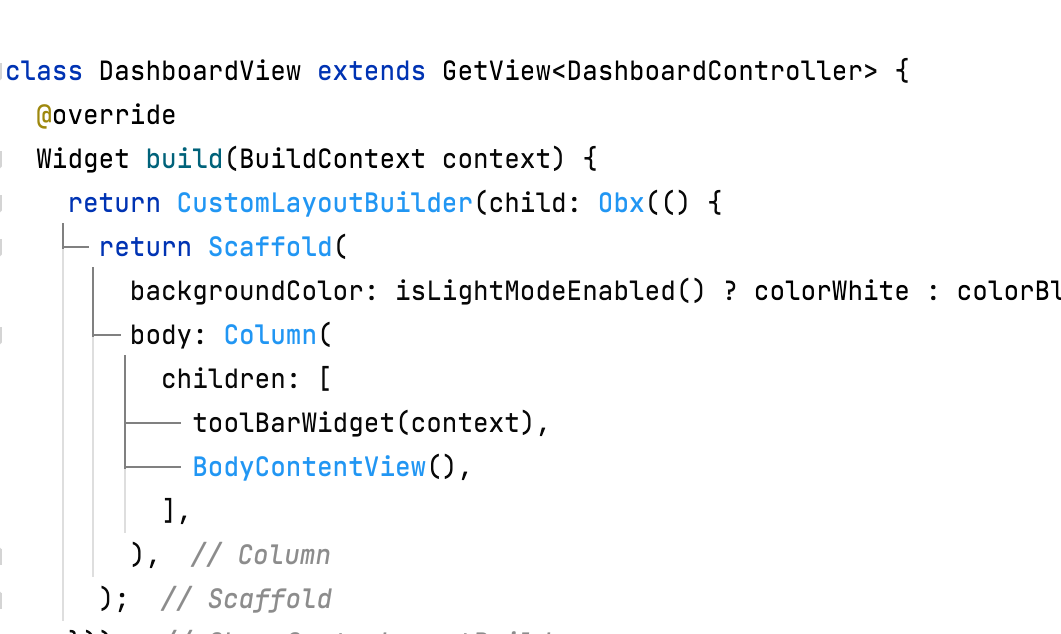 class DashboardView extends GetView<DashboardController> {
@override
Widget build(BuildContext context) {
return CustomLayoutBuilder(child: Obx(() {
return Scaffold(
backgroundColor: isLightModeEnabled() ? colorWhite : colorBl
body: Column(
children: [
toolBarWidget(context),
BodyContentView(),
],
),  // Column
);  // Scaffold